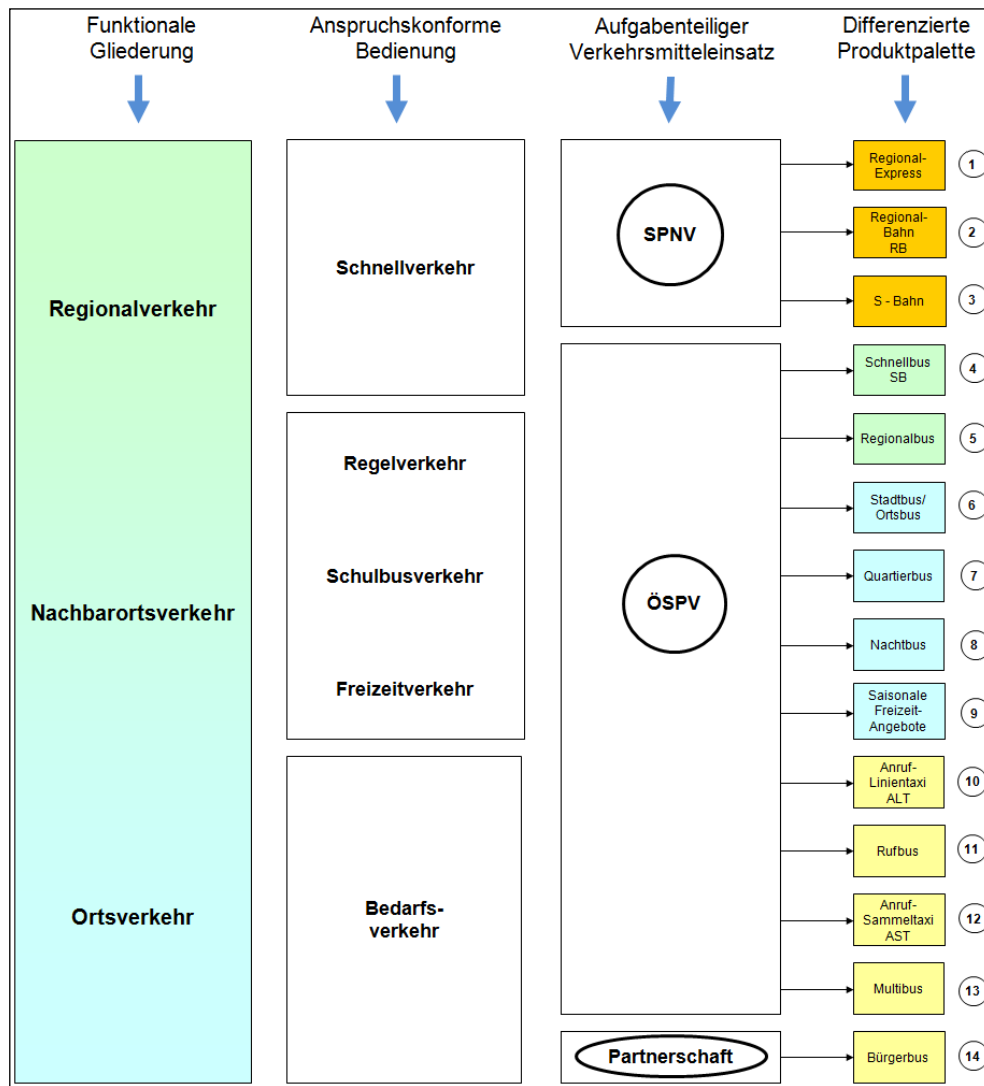 Funktionale
Gliederung
Anspruchskonforme
Bedienung
Aufgabenteiliger
Verkehrsmitteleinsatz
Differenzierte
Produktpalette
Regionalverkehr
Nachbarortsverkehr
Ortsverkehr
Schnellverkehr
Regelverkehr
Schulbusverkehr
Freizeitverkehr
Bedarfs-
verkehr
SPNV
ÖSPV
Partnerschaft
Regional-
Express
1
Regional-
Bahn
RB
2
S - Bahn
3
Schnellbus
SB
4
Regionalbus
5
Stadtbus/
Ortsbus
6
Quartierbus
7
Nachtbus
8
Saisonale
Freizeit-
Angebote
9
Anruf-
Linientaxi
ALT
10
Rufbus
11
Anruf-
Sammeltaxi
AST
12
Multibus
13
Bürgerbus
14